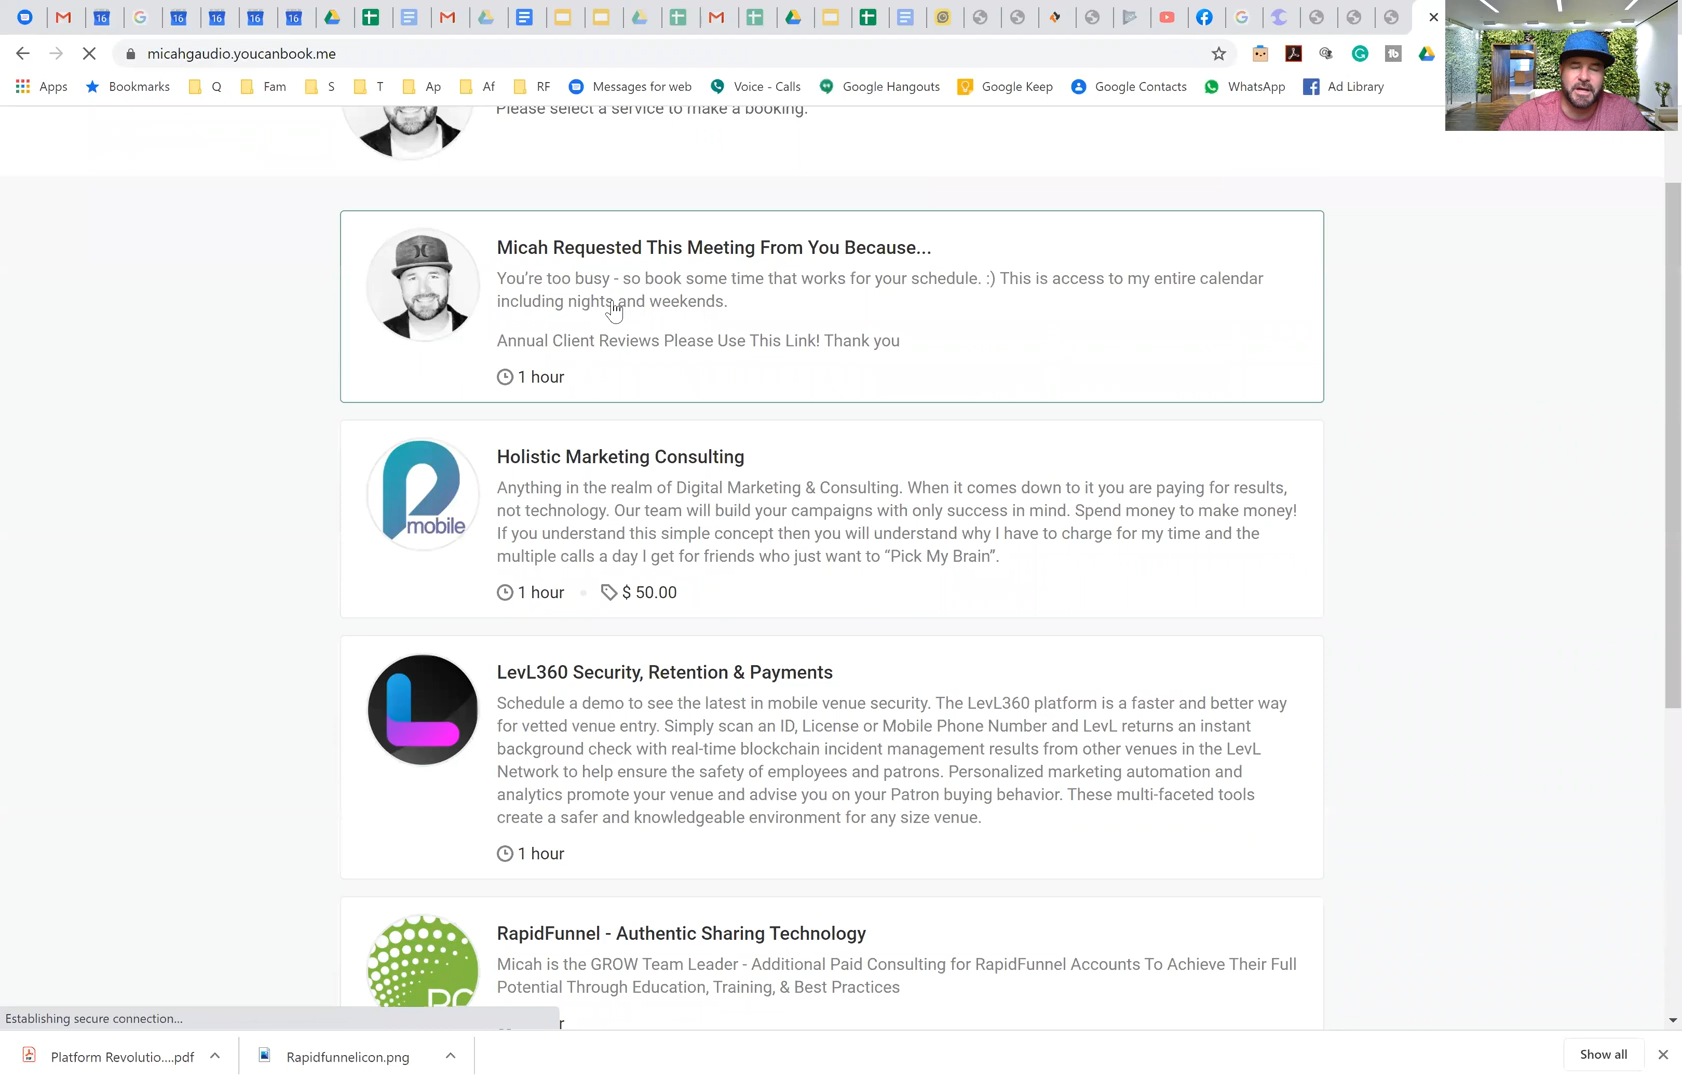 micahgaudio.youcanbook.me
Apps
Bookmarks
Q
Fam
S
T
Ap
Af
RF
Messages for web
Voice - Calls
Google Hangouts
Google Keep
Google Contacts
WhatsApp
Ad Library
Please select a service to make a booking.
Micah Requested This Meeting From You Because...
You're too busy - so book some time that works for your schedule. :) This is access to my entire calendar
including nights and weekends.
Annual Client Reviews Please Use This Link! Thank you
1 hour
mobile
Holistic Marketing Consulting
Anything in the realm of Digital Marketing & Consulting. When it comes down to it you are paying for results,
not technology. Our team will build your campaigns with only success in mind. Spend money to make money!
If you understand this simple concept then you will understand why I have to charge for my time and the
multiple calls a day I get for friends who just want to “Pick My Brain”.
1 hour $ 50.00
LevL360 Security, Retention & Payments
Schedule a demo to see the latest in mobile venue security. The LevL360 platform is a faster and better way
for vetted venue entry. Simply scan an ID, License or Mobile Phone Number and LevL returns an instant
background check with real-time blockchain incident management results from other venues in the LevL
Network to help ensure the safety of employees and patrons. Personalized marketing automation and
analytics promote your venue and advise you on your Patron buying behavior. These multi-faceted tools
create a safer and knowledgeable environment for any size venue.
1 hour
RapidFunnel - Authentic Sharing Technology
Micah is the GROW Team Leader - Additional Paid Consulting for RapidFunnel Accounts To Achieve Their Full
Potential Through Education, Training, & Best Practices
Establishing secure connection...
Platform Revolutio....pdf
Rapidfunnelicon.png
Show all